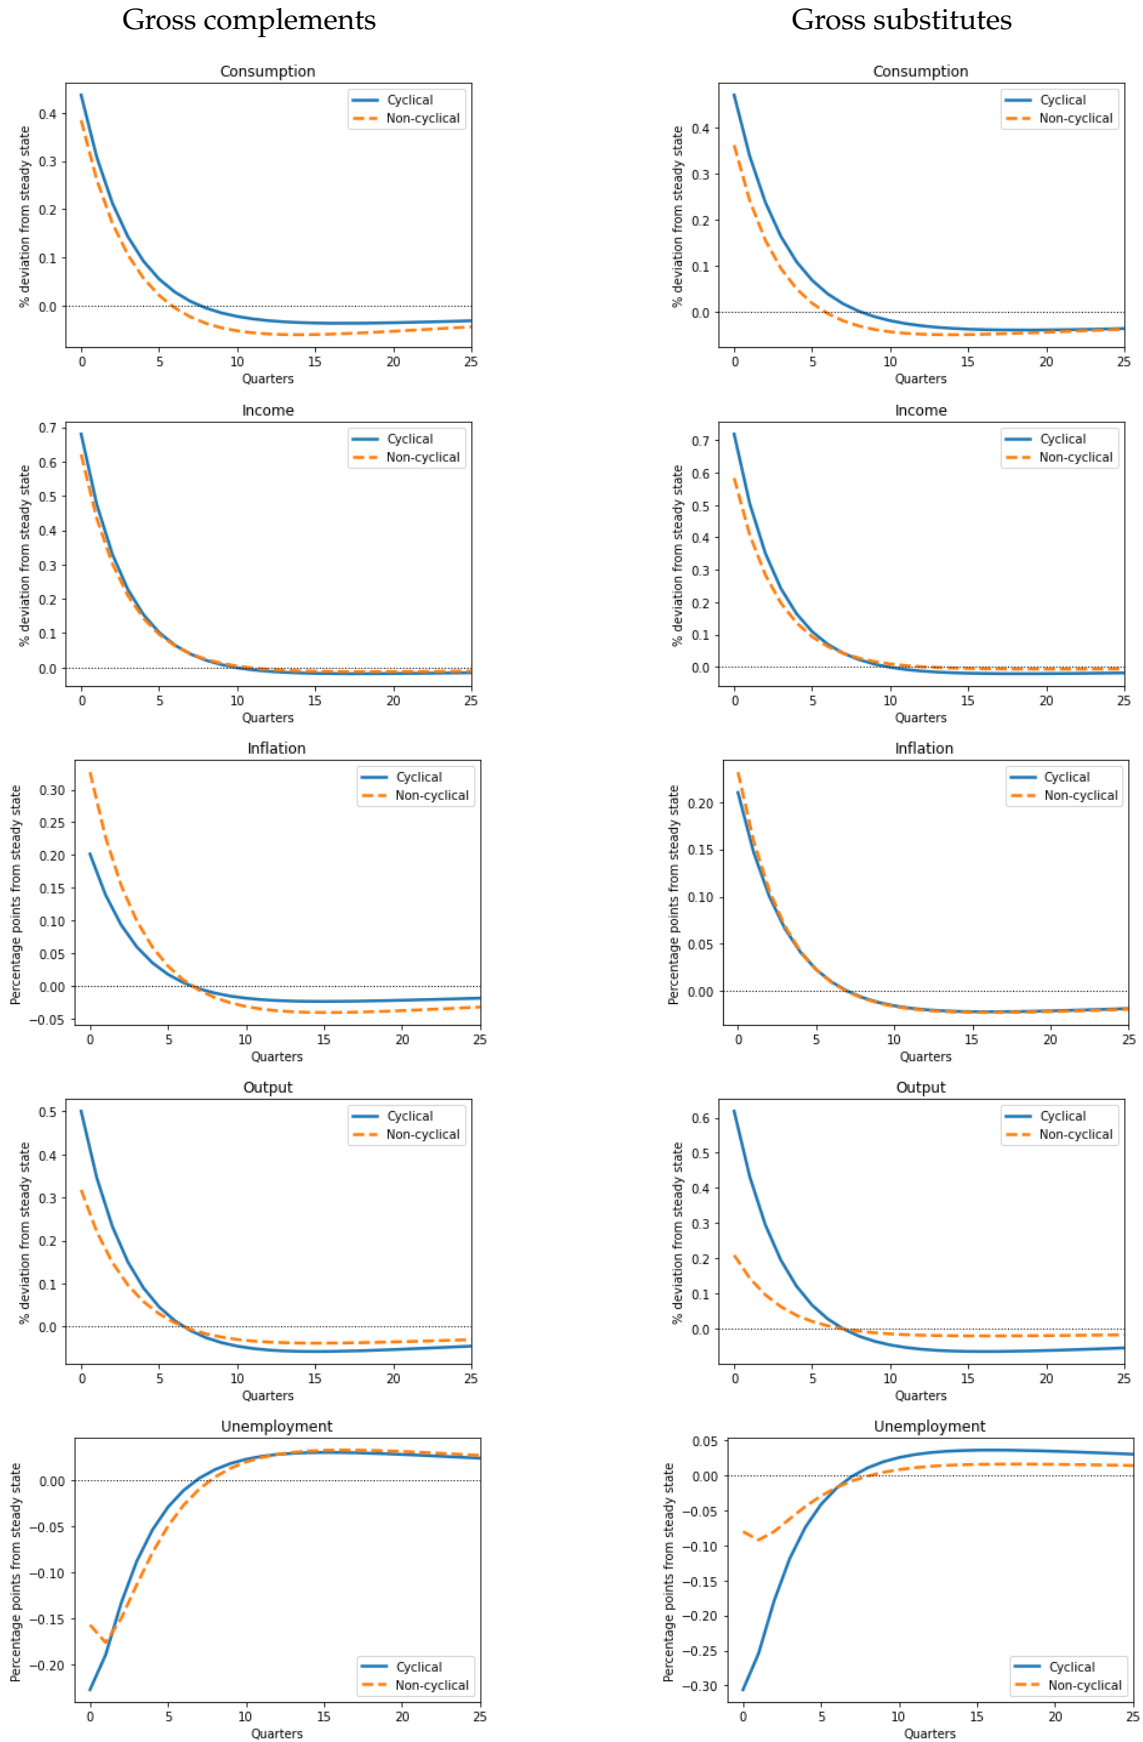 Gross complements
Gross substitutes
Consumption
% deviation from steady state
0.4
0.3
0.2
0.1
0.0
Cyclical
Non-cyclical
0 5 10 15 20 25
Quarters
Consumption
% deviation from steady state
0.4
0.3
0.2
0.1
0.0
Cyclical
Non-cyclical
0 5 10 15 20 25
Quarters
Income
% deviation from steady state
0.7
0.6
0.5
0.4
0.3
0.2
0.1
0.0
Cyclical
Non-cyclical
0 5 10 15 20 25
Quarters
Income
% deviation from steady state
0.7
0.6
0.5
0.4
0.3
0.2
0.1
0.0
Cyclical
Non-cyclical
0 5 10 15 20 25
Quarters
Inflation
Percentage points from steady state
0.30
0.25
0.20
0.15
0.10
0.05
0.00
−0.05
Cyclical
Non-cyclical
0 5 10 15 20 25
Quarters
Inflation
Percentage points from steady state
0.20
0.15
0.10
0.05
0.00
Cyclical
Non-cyclical
0 5 10 15 20 25
Quarters
Output
% deviation from steady state
0.5
0.4
0.3
0.2
0.1
0.0
Cyclical
Non-cyclical
0 5 10 15 20 25
Quarters
Output
% deviation from steady state
0.6
0.5
0.4
0.3
0.2
0.1
0.0
Cyclical
Non-cyclical
0 5 10 15 20 25
Quarters
Unemployment
Percentage points from steady state
0.00
−0.05
−0.10
−0.15
−0.20
Cyclical
Non-cyclical
0 5 10 15 20 25
Quarters
Unemployment
Percentage points from steady state
0.05
0.00
−0.05
−0.10
−0.15
−0.20
−0.25
−0.30
Cyclical
Non-cyclical
0 5 10 15 20 25
Quarters